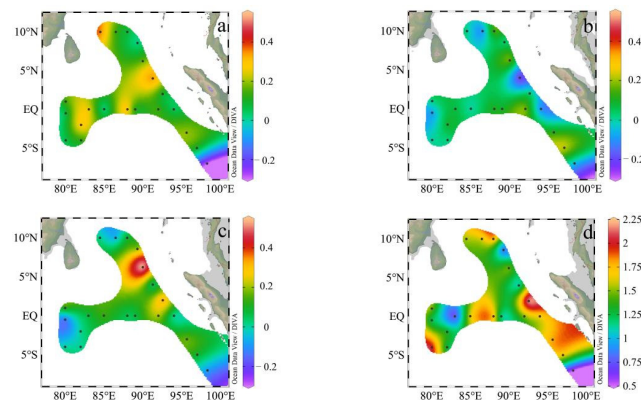 a
10°N
5°N
EQ
5°S
80°E 85°E 90°E 95°E 100°E
Ocean Data View / DIVA
0.4
0.2
0
−0.2
b
10°N
5°N
EQ
5°S
80°E 85°E 90°E 95°E 100°E
Ocean Data View / DIVA
0.4
0.2
0
−0.2
c
10°N
5°N
EQ
5°S
80°E 85°E 90°E 95°E 100°E
Ocean Data View / DIVA
0.4
0.2
0
−0.2
d
10°N
5°N
EQ
5°S
80°E 85°E 90°E 95°E 100°E
Ocean Data View / DIVA
2.25
2
1.75
1.5
1.25
1
0.75
0.5